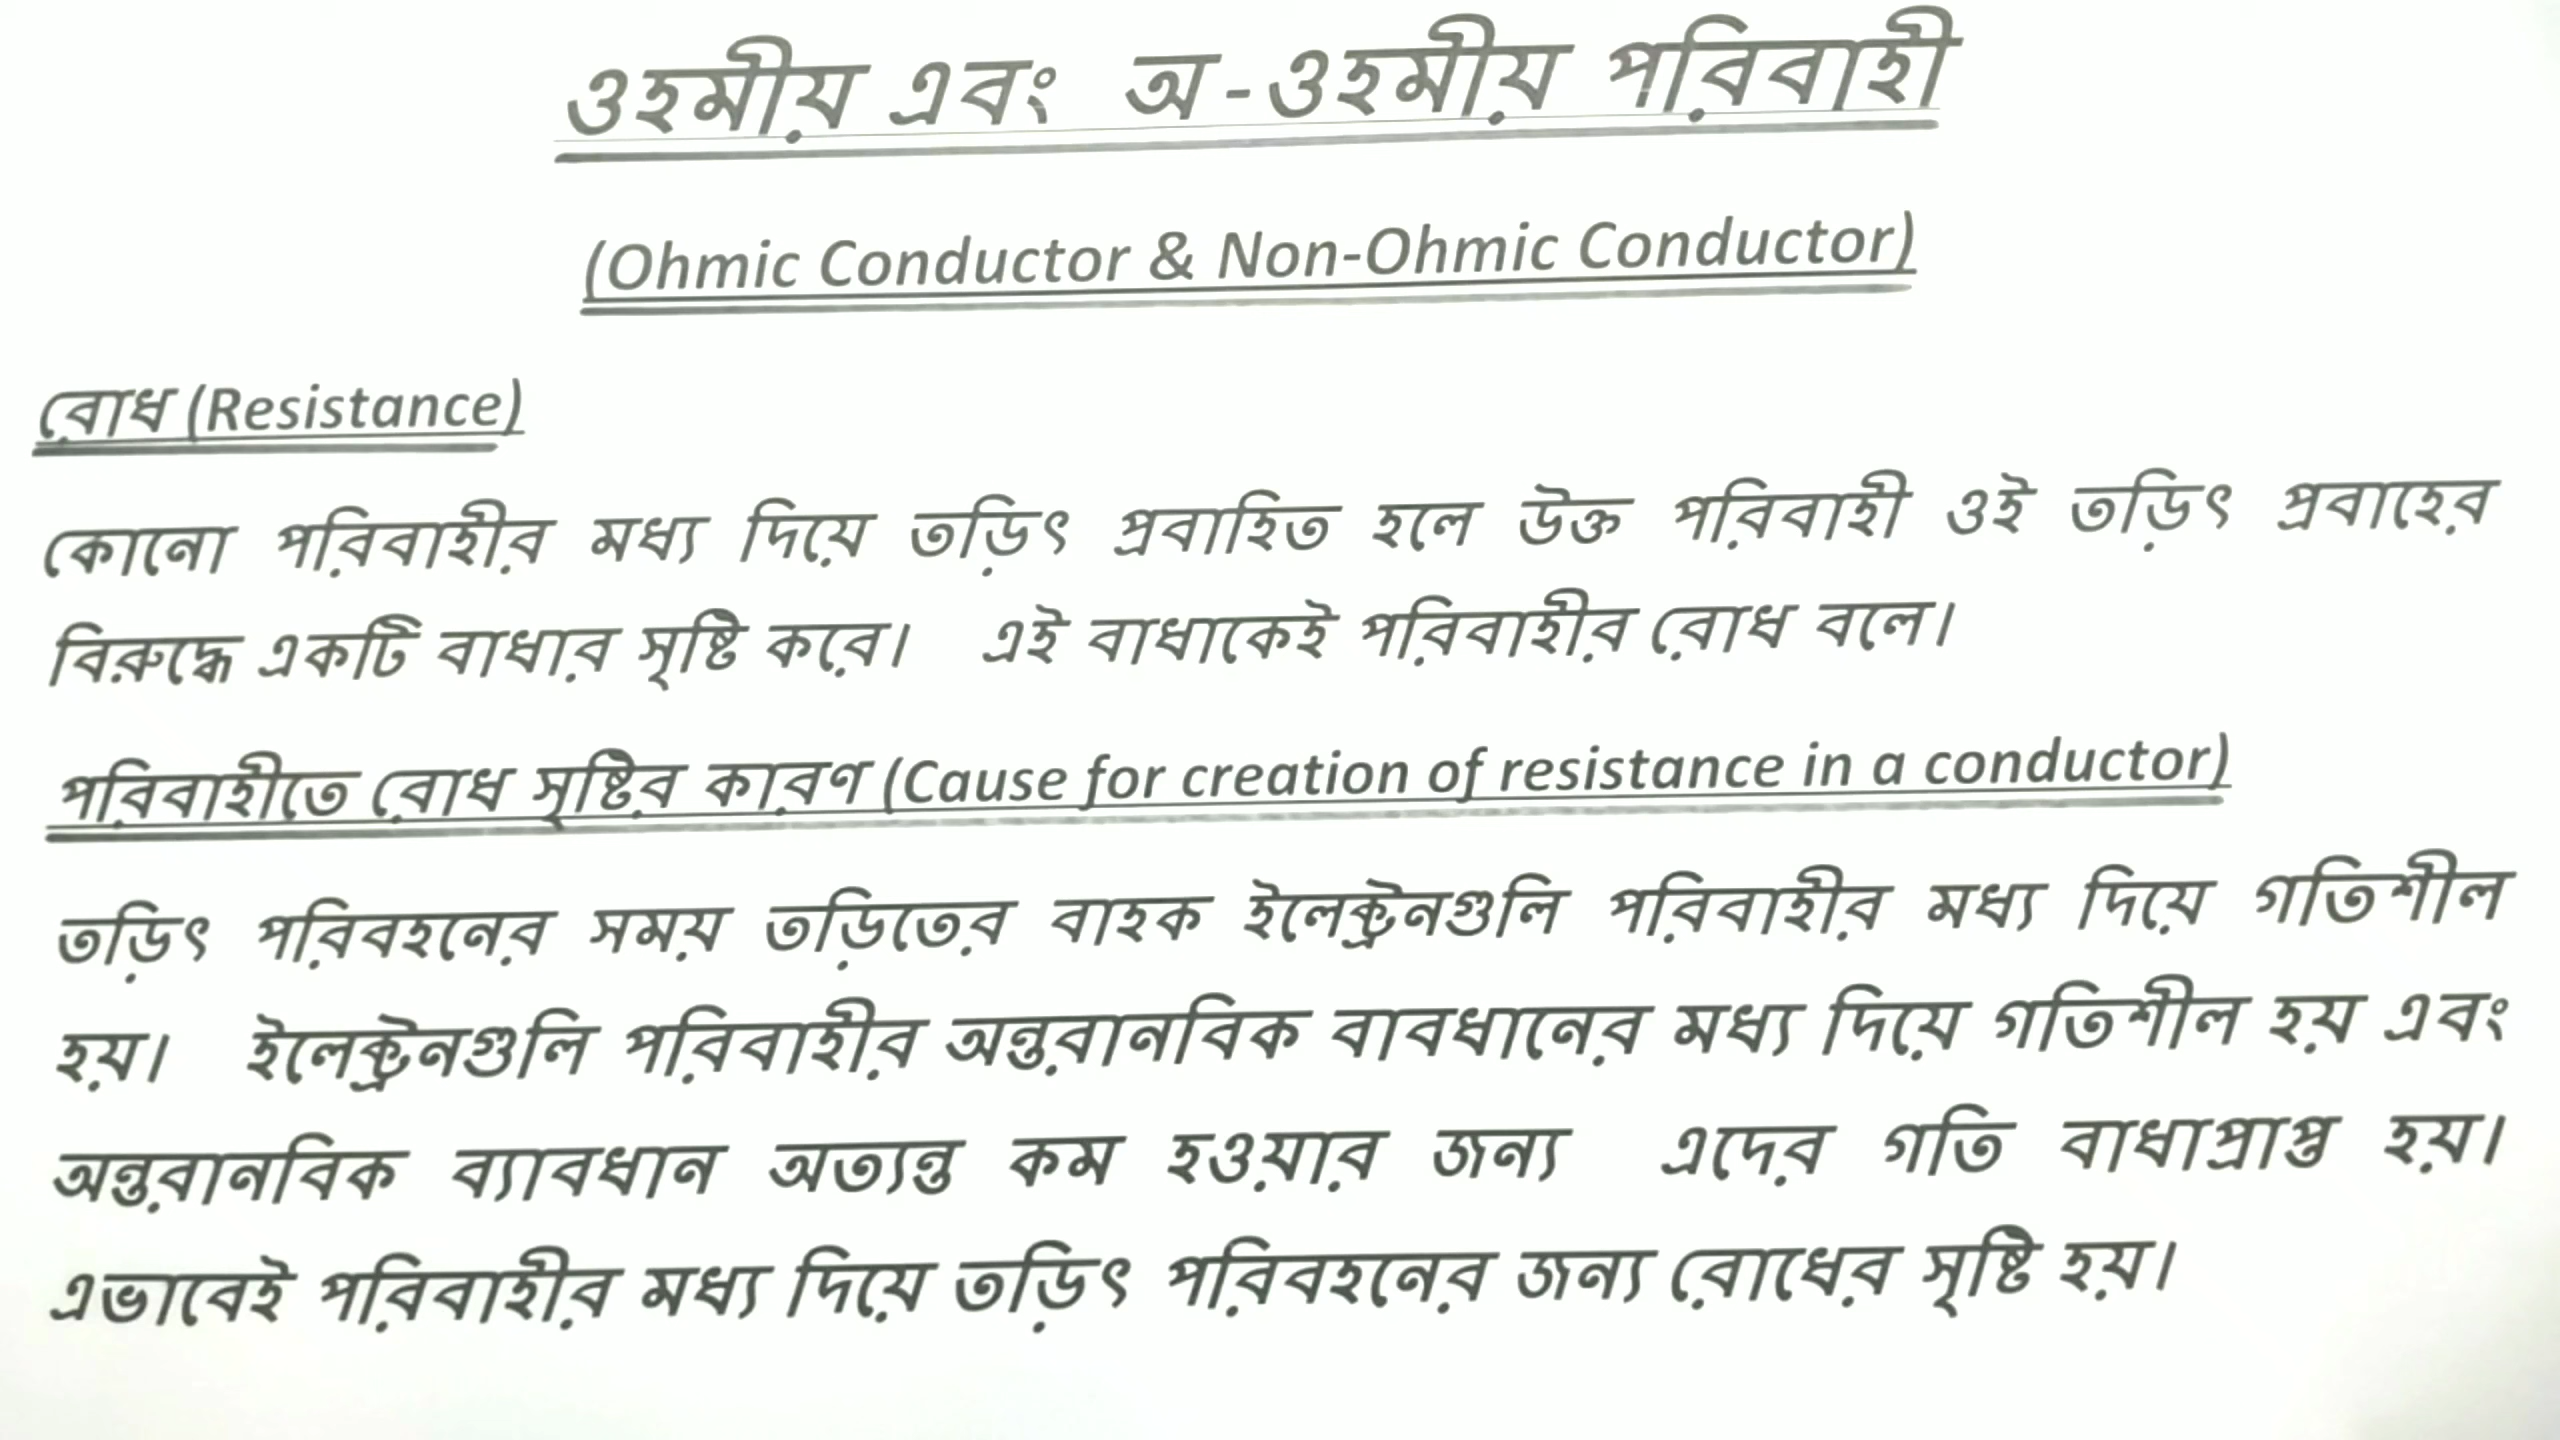 ওহমীয় এবং অ-ওহমীয় পরিবাহী
(Ohmic Conductor & Non-Ohmic Conductor)
রোধ (Resistance)
কোনো পরিবাহীর মধ্য দিয়ে তড়িৎ প্রবাহিত হলে উক্ত পরিবাহী ওই তড়িৎ প্রবাহের
বিরুদ্ধে একটি বাধার সৃষ্টি করে। এই বাধাকেই পরিবাহীর রোধ বলে।
পরিবাহীতে রোধ সৃষ্টির কারণ (Cause for creation of resistance in a conductor)
তড়িৎ পরিবহনের সময় তড়িতের বাহক ইলেক্ট্রনগুলি পরিবাহীর মধ্য দিয়ে গতিশীল
হয়। ইলেক্ট্রনগুলি পরিবাহীর অন্তরানবিক বাবধানের মধ্য দিয়ে গতিশীল হয় এবং
অন্তরানবিক ব্যাবধান অত্যন্ত কম হওয়ার জন্য এদের গতি বাধাপ্রাপ্ত হয়।
এভাবেই পরিবাহীর মধ্য দিয়ে তড়িৎ পরিবহনের জন্য রোধের সৃষ্টি হয়।